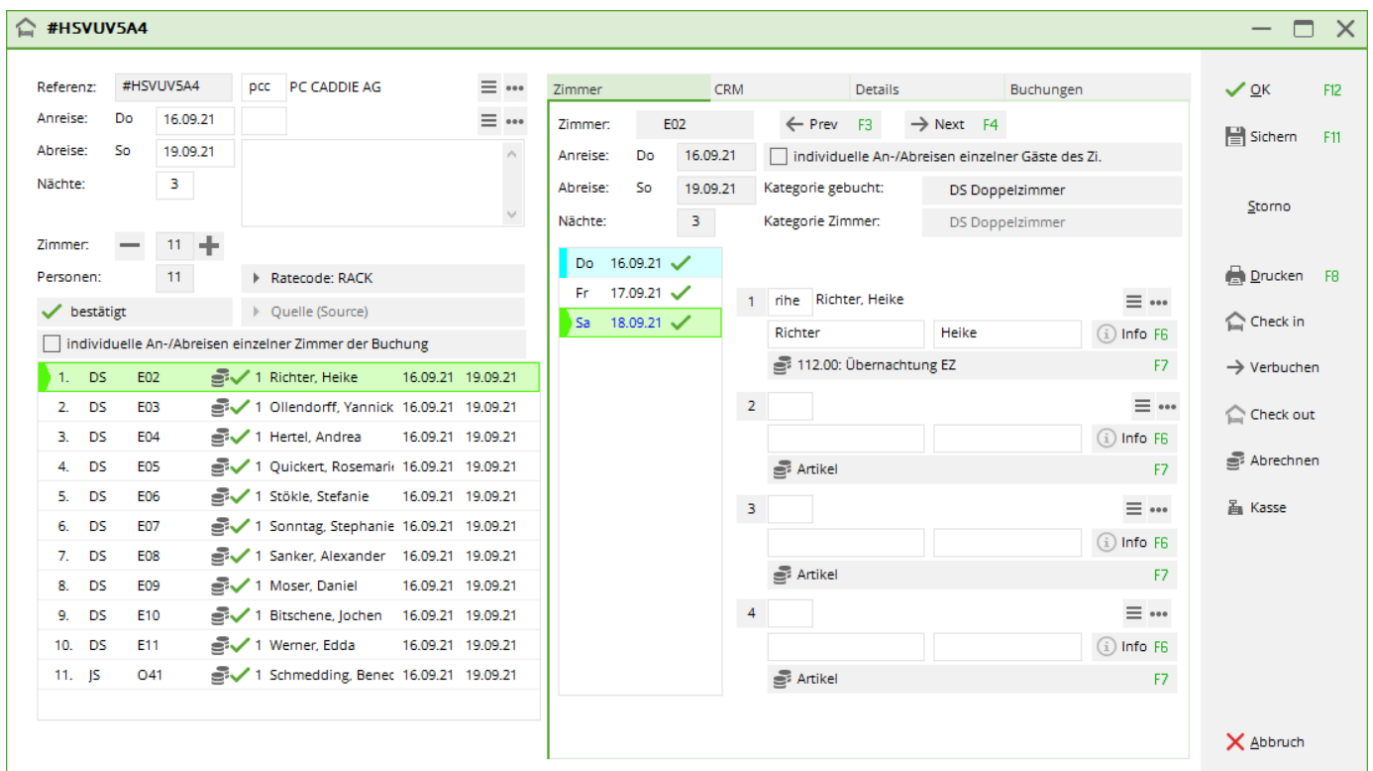 #HSVUV5A4
Referenz: #HSVUV5A4 pcc PC CADDIE AG
Anreise: Do 16.09.21
Abreise: So 19.09.21
Nächte: 3
Zimmer: 11
Personen: 11 Ratecode: RACK
bestätigt Quelle (Source)
individuelle An-/Abreisen einzelner Zimmer der Buchung
1. DS E02 1 Richter, Heike 16.09.21 19.09.21
2. DS E03 1 Ollendorff, Yannick 16.09.21 19.09.21
3. DS E04 1 Hertel, Andrea 16.09.21 19.09.21
4. DS E05 1 Quickert, Rosemari 16.09.21 19.09.21
5. DS E06 1 Stökle, Stefanie 16.09.21 19.09.21
6. DS E07 1 Sonntag, Stephanie 16.09.21 19.09.21
7. DS E08 1 Sanker, Alexander 16.09.21 19.09.21
8. DS E09 1 Moser, Daniel 16.09.21 19.09.21
9. DS E10 1 Bitschene, Jochen 16.09.21 19.09.21
10. DS E11 1 Werner, Edda 16.09.21 19.09.21
11. JS O41 1 Schmedding, Benec 16.09.21 19.09.21
Zimmer CRM Details Buchungen
Zimmer: E02 Prev F3 Next F4
Anreise: Do 16.09.21 individuelle An-/Abreisen einzelner Gäste des Zi.
Abreise: So 19.09.21 Kategorie gebucht: DS Doppelzimmer
Nächte: 3 Kategorie Zimmer: DS Doppelzimmer
Do 16.09.21
Fr 17.09.21
Sa 18.09.21
1 rihe Richter, Heike
Richter Heike Info F6
112.00: Übernachtung EZ F7
2
Info F6
Artikel F7
3
Info F6
Artikel F7
4
Info F6
Artikel F7
OK F12
Sichern F11
Storno
Drucken F8
Check in
Verbuchen
Check out
Abrechnen
Kasse
Abbruch